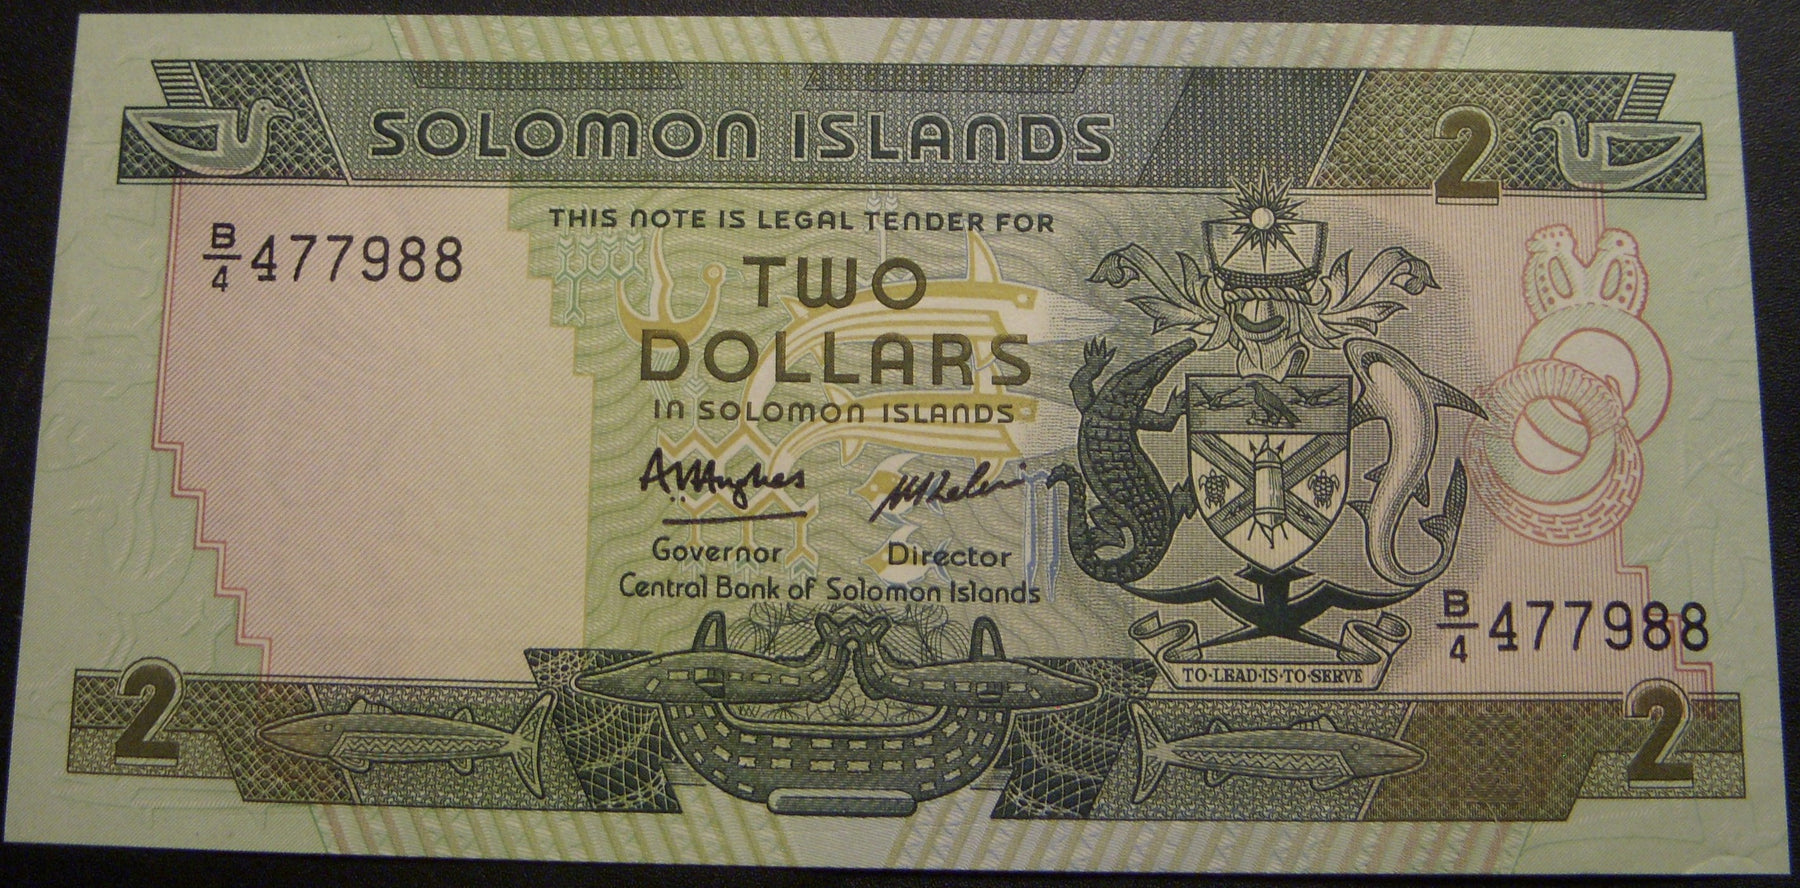 SOLOMON ISLANDS
2
B/4 477988
THIS NOTE IS LEGAL TENDER FOR
TWO
DOLLARS
IN SOLOMON ISLANDS
Governor Director
Central Bank of Solomon Islands
B/4 477988
TO·LEAD·IS·TO·SERVE
2
2